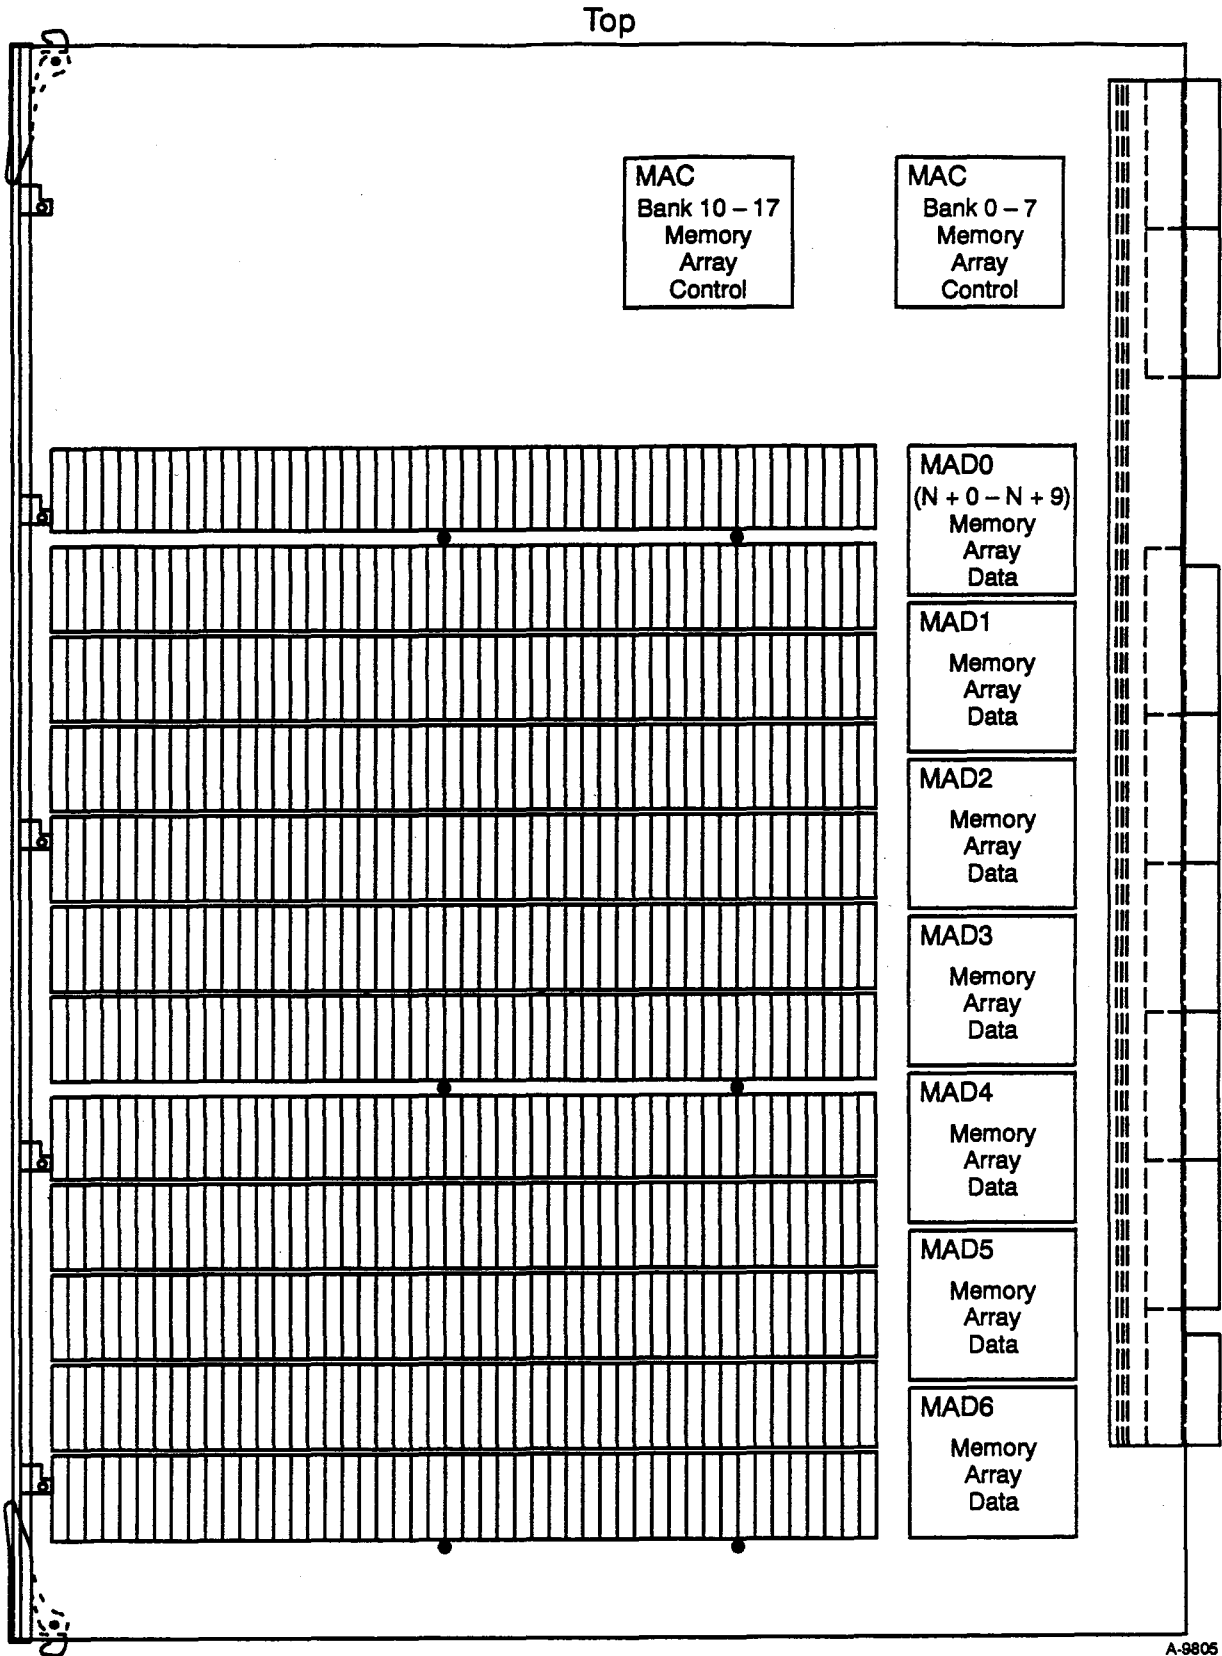 Top
MAC
Bank 10 – 17
Memory
Array
Control
MAC
Bank 0 – 7
Memory
Array
Control
MAD0
(N + 0 – N + 9)
Memory
Array
Data
MAD1
Memory
Array
Data
MAD2
Memory
Array
Data
MAD3
Memory
Array
Data
MAD4
Memory
Array
Data
MAD5
Memory
Array
Data
MAD6
Memory
Array
Data
A-9805